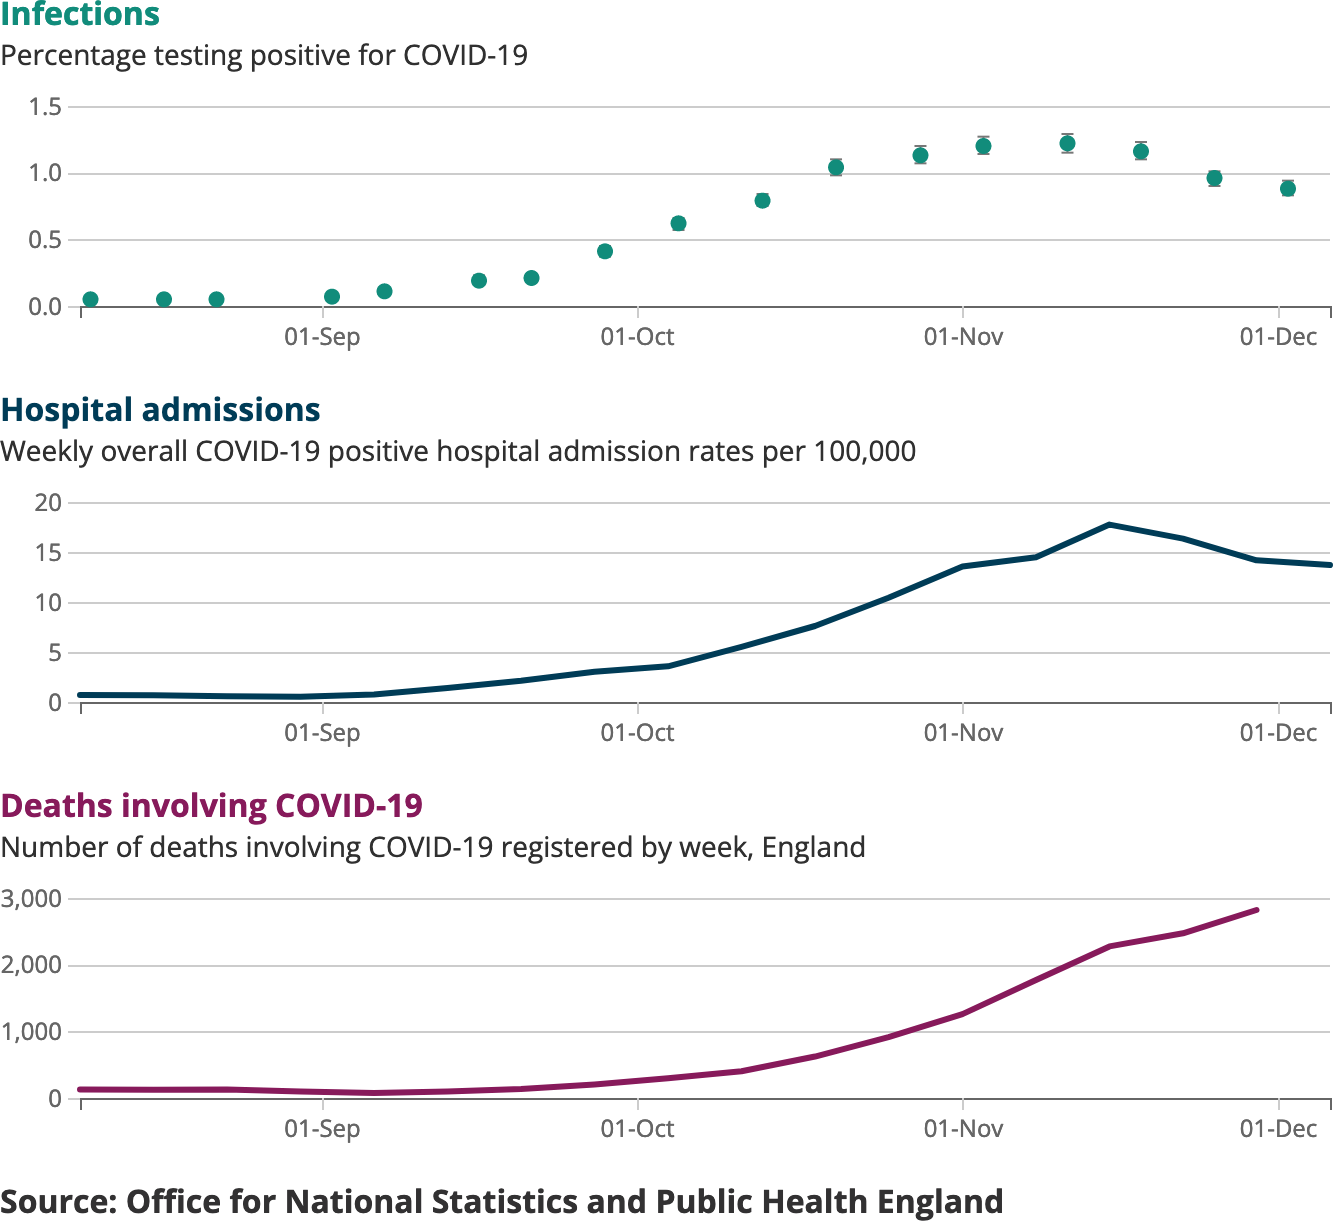 Infections
Percentage testing positive for COVID-19
1.5
1.0
0.5
0.0
01-Sep 01-Oct 01-Nov 01-Dec
Hospital admissions
Weekly overall COVID-19 positive hospital admission rates per 100,000
20
15
10
5
0
01-Sep 01-Oct 01-Nov 01-Dec
Deaths involving COVID-19
Number of deaths involving COVID-19 registered by week, England
3,000
2,000
1,000
0
01-Sep 01-Oct 01-Nov 01-Dec
Source: Office for National Statistics and Public Health England